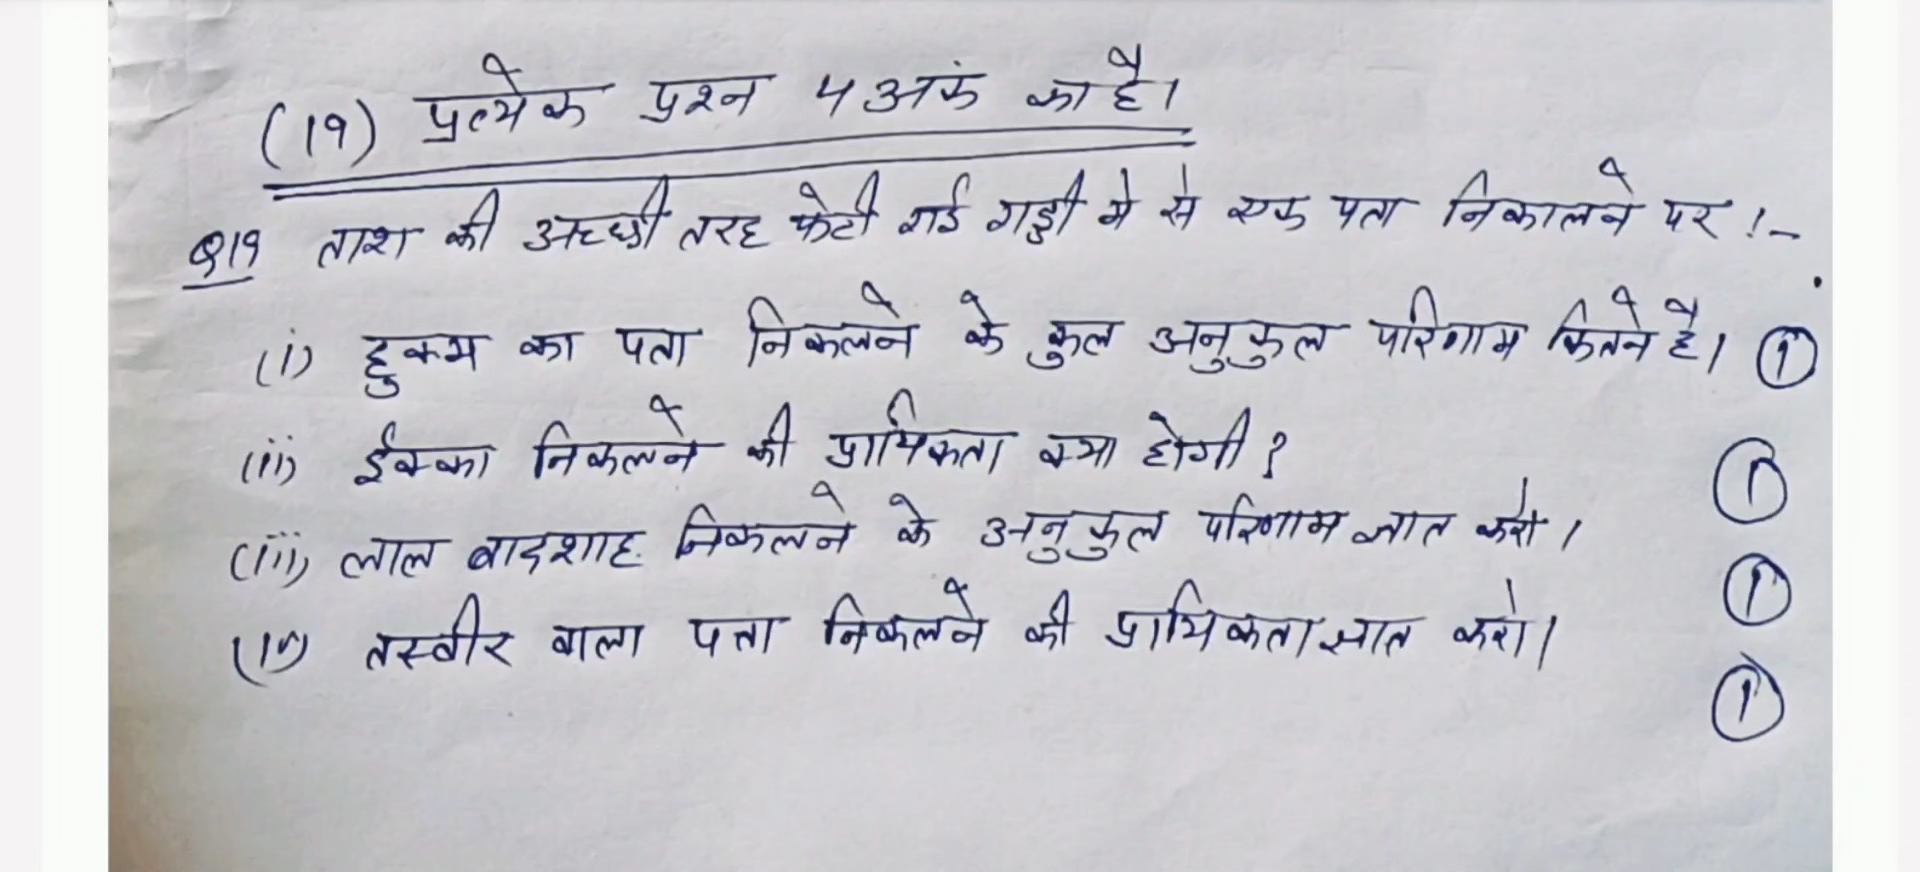 (19) प्रत्येक प्रश्न 4 अकं का है।
Q19 ताश की अच्छी तरह फेटी गई गड्डी मे से एक पता निकालने पर !-
(i) हुक्म का पता निकलने के कुल अनुकुल परिणाम कितने है। (1)
(ii) ईक्का निकलने की प्रायिकता क्या होगी ? (1)
(iii) लाल बादशाह निकलने के अनुकुल परिणाम ज्ञात करो। (1)
(iv) तस्वीर वाला पता निकलने की प्रायिकता ज्ञात करो। (1)